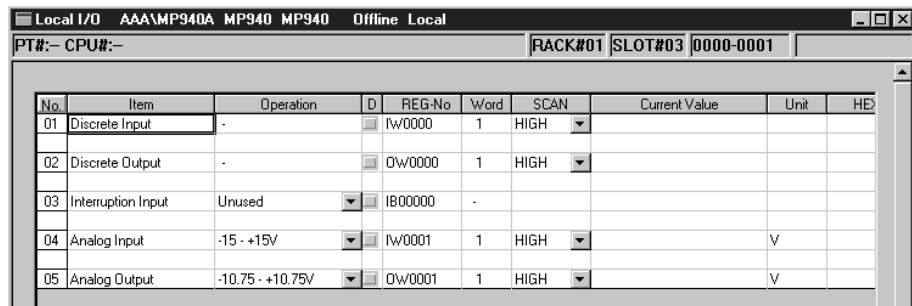 Local I/O AAA\MP940A MP940 MP940 Offline Local
PT#:– CPU#:– RACK#01 SLOT#03 0000-0001
No. Item Operation D REG-No Word SCAN Current Value Unit HEX
01 Discrete Input - IW0000 1 HIGH
02 Discrete Output - OW0000 1 HIGH
03 Interruption Input Unused IB00000 -
04 Analog Input -15 - +15V IW0001 1 HIGH V
05 Analog Output -10.75 - +10.75V OW0001 1 HIGH V